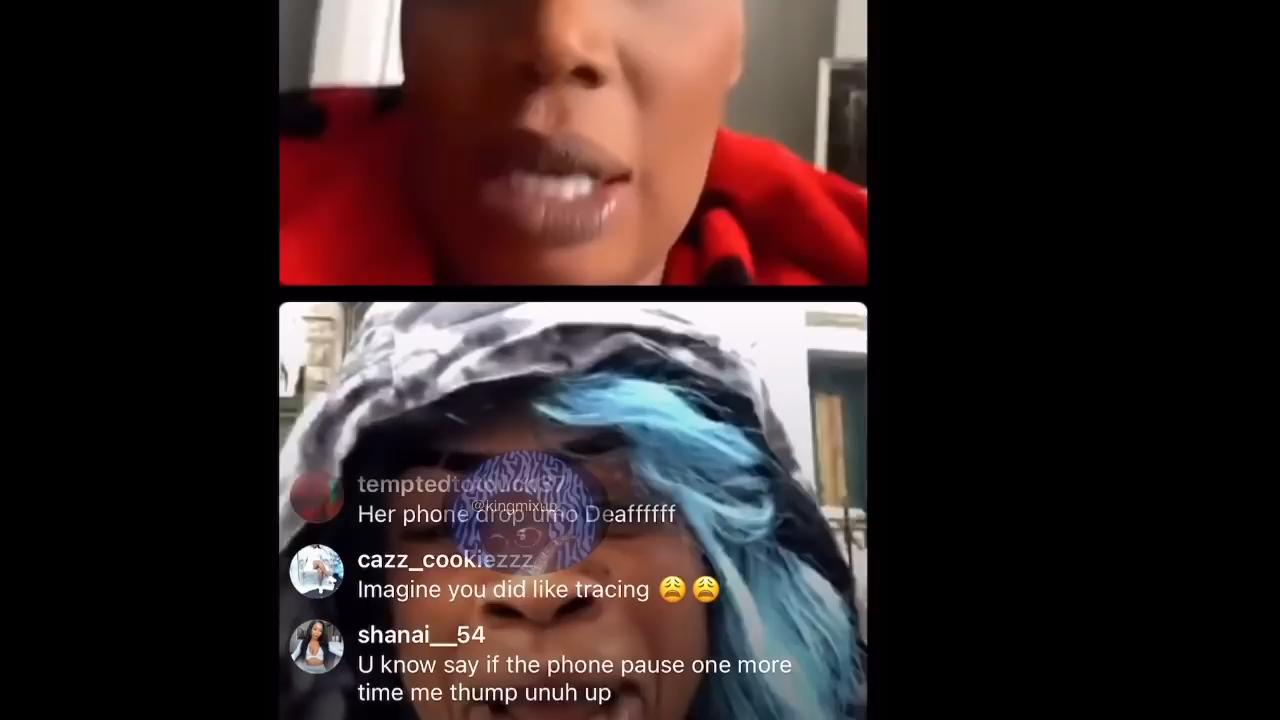 Her phone drop umo Deaffffff
@kingmixup
cazz_cookiezzz
Imagine you did like tracing 😩😩
shanai__54
U know say if the phone pause one more
time me thump unuh up